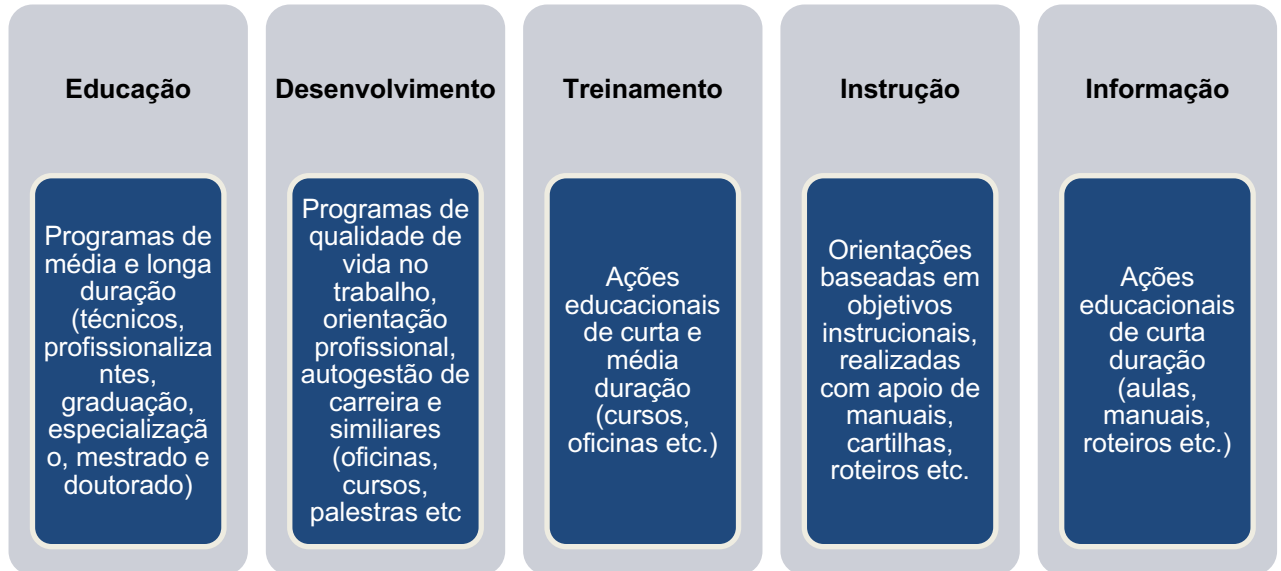 Educação
Programas de
média e longa
duração
(técnicos,
profissionaliza
ntes,
graduação,
especializaçã
o, mestrado e
doutorado)
Desenvolvimento
Programas de
qualidade de
vida no
trabalho,
orientação
profissional,
autogestão de
carreira e
similiares
(oficinas,
cursos,
palestras etc
Treinamento
Ações
educacionais
de curta e
média
duração
(cursos,
oficinas etc.)
Instrução
Orientações
baseadas em
objetivos
instrucionais,
realizadas
com apoio de
manuais,
cartilhas,
roteiros etc.
Informação
Ações
educacionais
de curta
duração
(aulas,
manuais,
roteiros etc.)